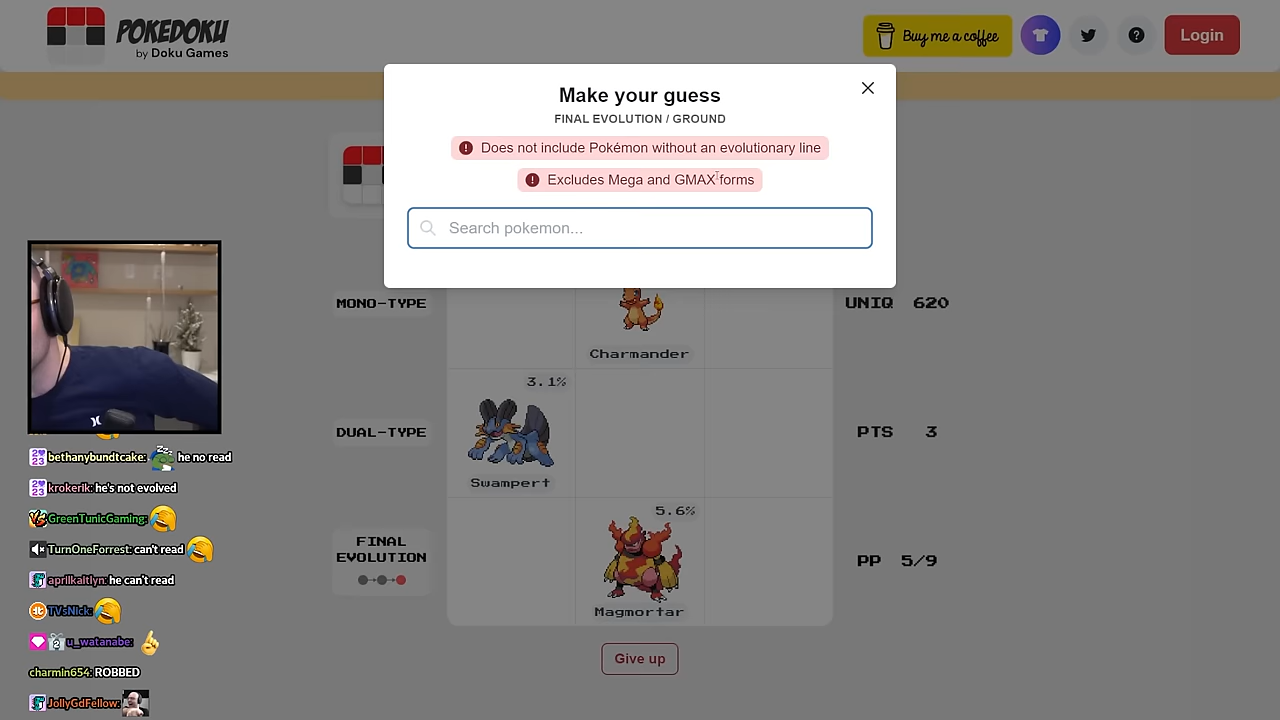 POKEDOKU
by Doku Games
Buy me a coffee
Login
Make your guess
FINAL EVOLUTION / GROUND
Does not include Pokémon without an evolutionary line
Excludes Mega and GMAX forms
Search pokemon...
MONO-TYPE
Charmander
UNIQ 620
DUAL-TYPE
3.1%
Swampert
PTS 3
FINAL
EVOLUTION
5.6%
Magmortar
PP 5/9
Give up
bethanybundtcake: he no read
krokerik: he's not evolved
GreenTunicGaming:
TurnOneForrest: can't read
aprilkaitlyn: he can't read
TVsNick:
u_watanabe:
charmin654: ROBBED
JollyGdFellow: